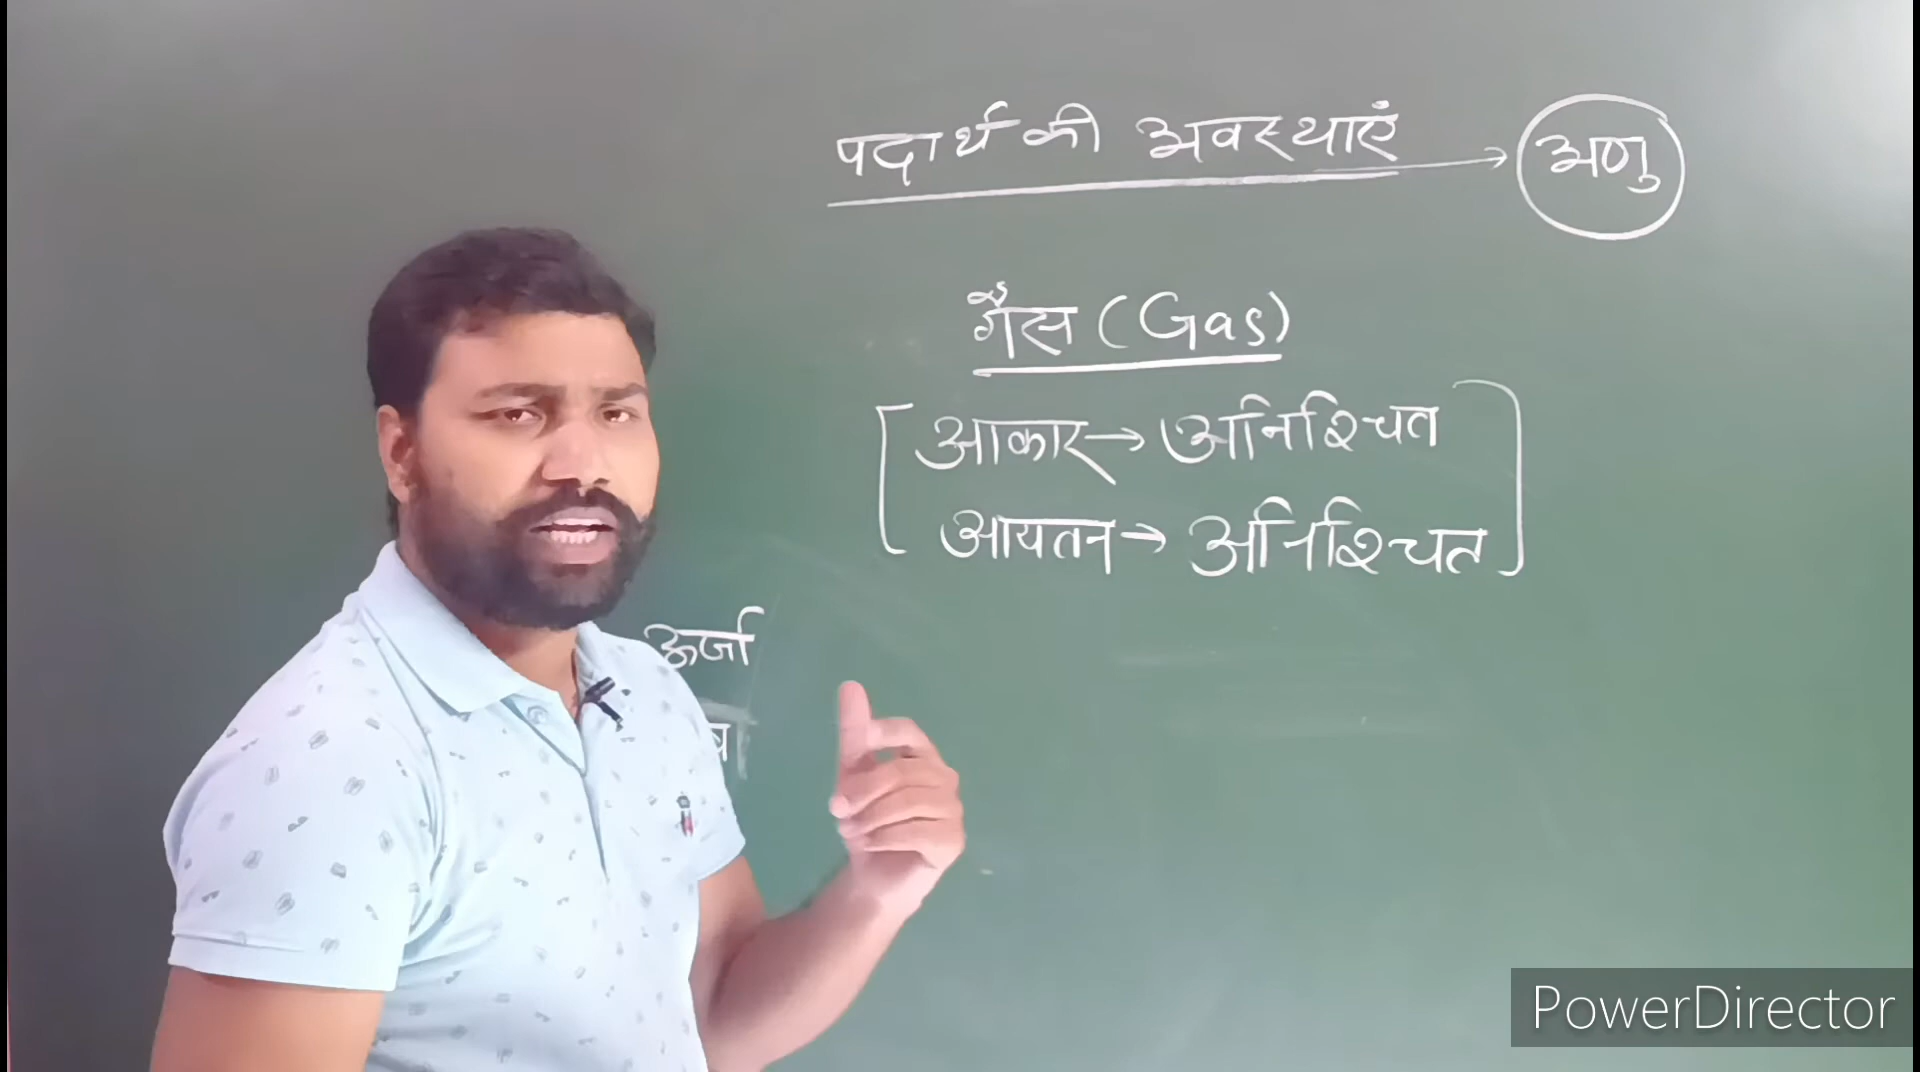 पदार्थ की अवस्थाएं → अणु
गैस (Gas)
आकार → अनिश्चित
आयतन → अनिश्चित
ऊर्जा
PowerDirector